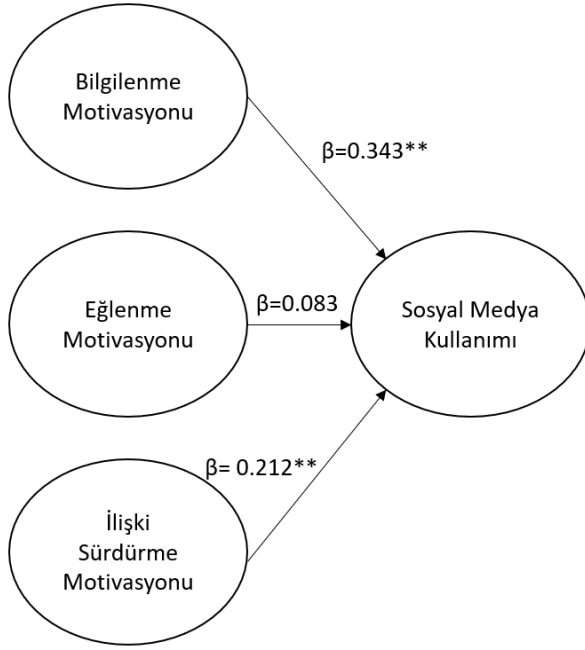 Bilgilenme
Motivasyonu
β=0.343**
Eğlenme
Motivasyonu
β=0.083
Sosyal Medya
Kullanımı
β= 0.212**
İlişki
Sürdürme
Motivasyonu